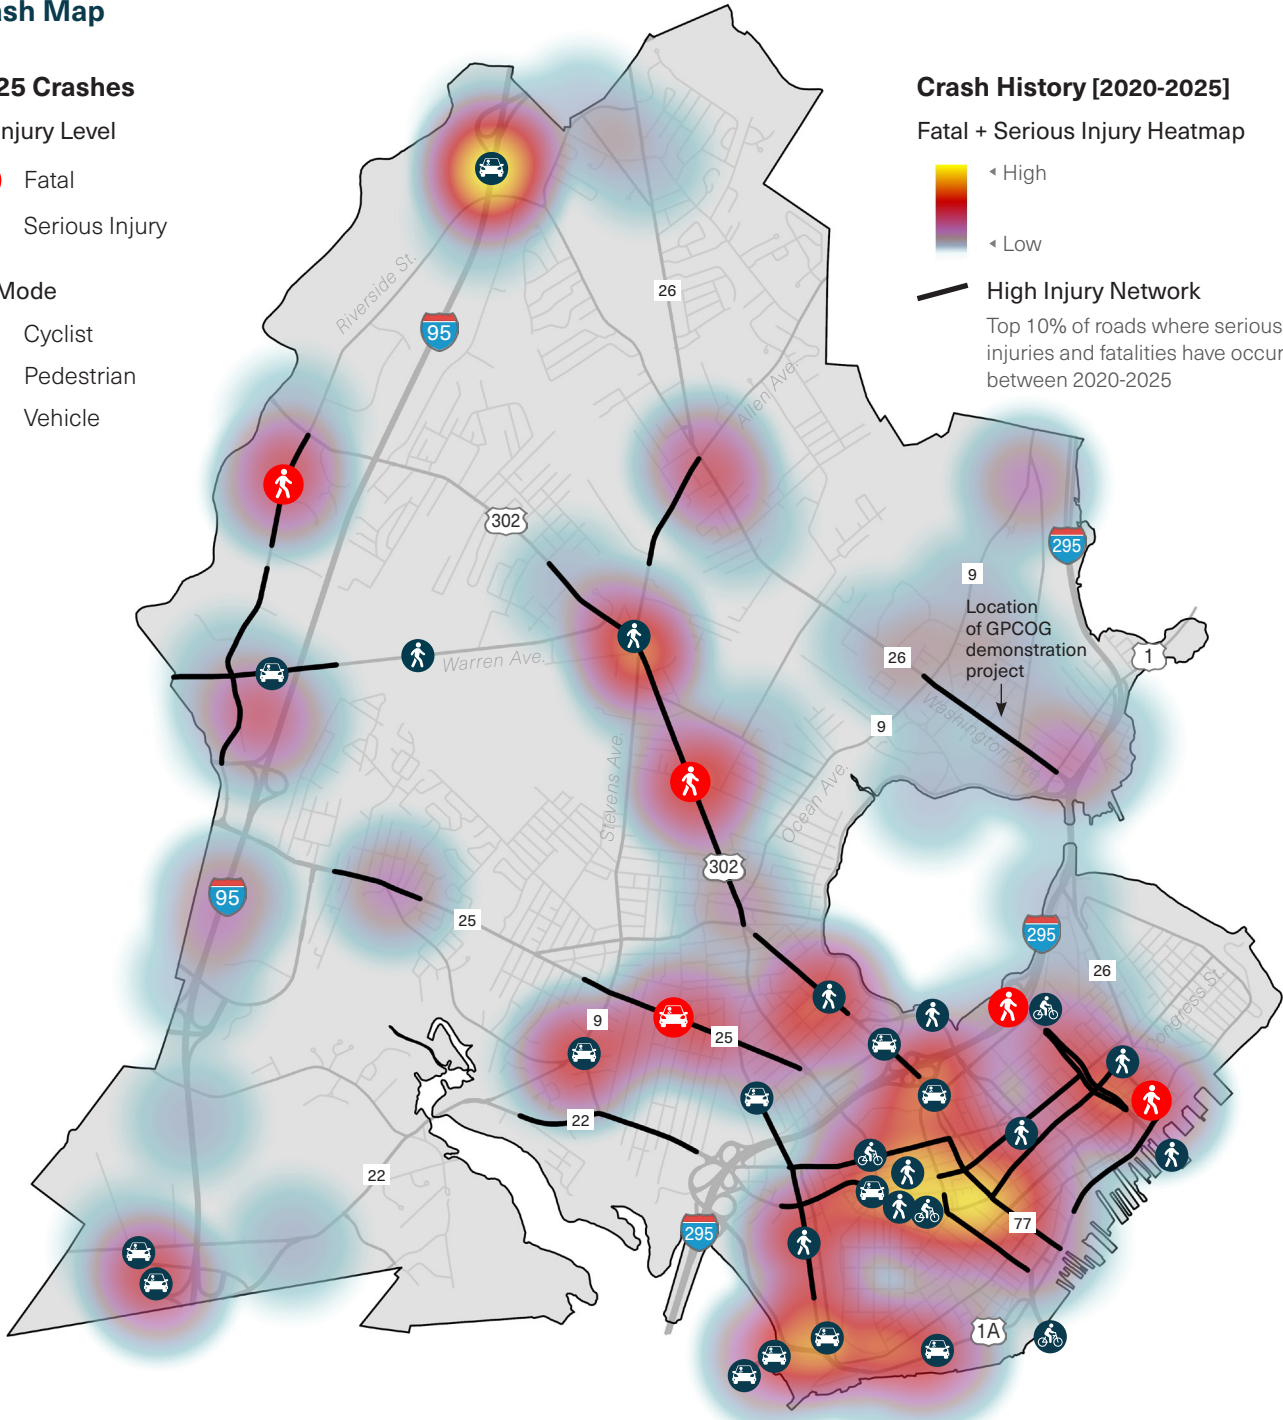 ash Map
25 Crashes
Injury Level
Fatal
Serious Injury
Mode
Cyclist
Pedestrian
Vehicle
Crash History [2020-2025]
Fatal + Serious Injury Heatmap
High
Low
High Injury Network
Top 10% of roads where serious
injuries and fatalities have occur
between 2020-2025
Riverside St.
95
26
Allen Ave.
302
295
9
Location
of GPCOG
demonstration
project
26
1
Warren Ave.
Washington Ave.
9
Stevens Ave.
Ocean Ave.
302
95
25
295
26
Congress St.
9
25
22
22
295
77
1A